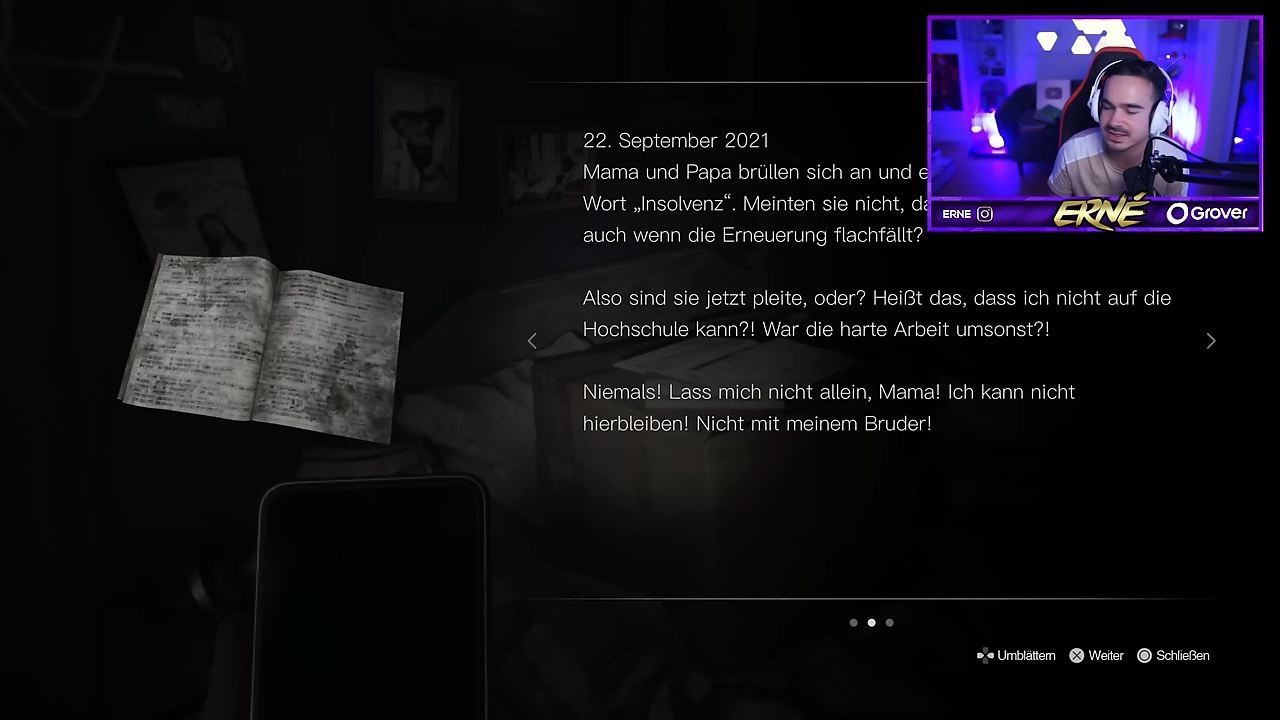 22. September 2021
Mama und Papa brüllen sich an und
Wort „Insolvenz“. Meinten sie nicht,
auch wenn die Erneuerung flachfällt?
Also sind sie jetzt pleite, oder? Heißt das, dass ich nicht auf die
Hochschule kann?! War die harte Arbeit umsonst?!
Niemals! Lass mich nicht allein, Mama! Ich kann nicht
hierbleiben! Nicht mit meinem Bruder!
ERNE
ERNÉ
Grover
Umblättern
Weiter
Schließen